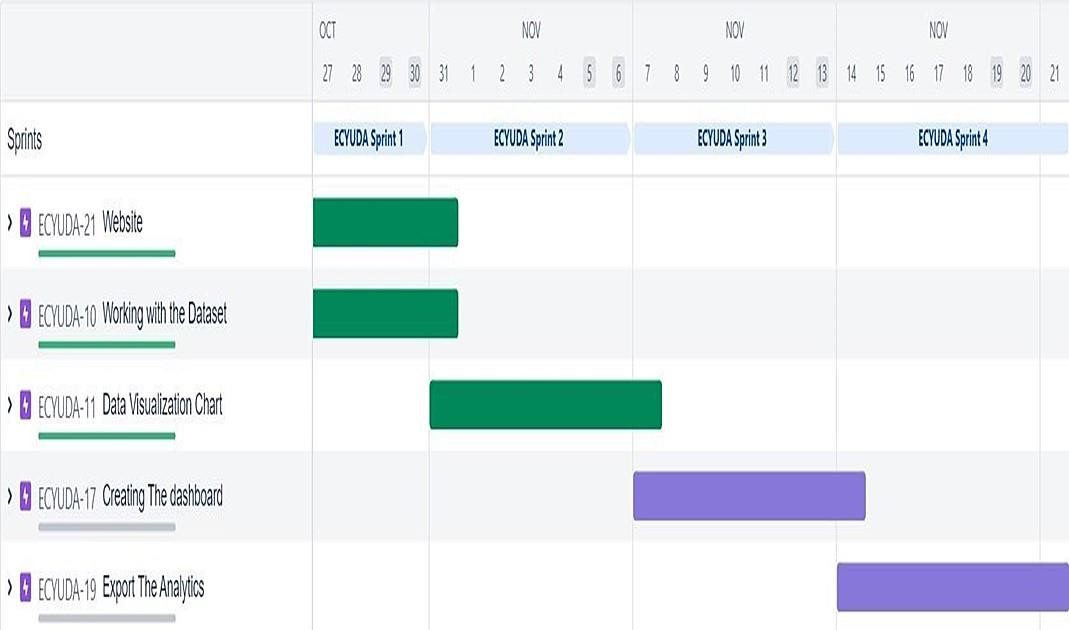 OCT NOV NOV NOV
27 28 29 30 31 1 2 3 4 5 6 7 8 9 10 11 12 13 14 15 16 17 18 19 20 21
Sprints ECYUDA Sprint 1 ECYUDA Sprint 2 ECYUDA Sprint 3 ECYUDA Sprint 4
ECYUDA-21 Website
ECYUDA-10 Working with the Dataset
ECYUDA-11 Data Visualization Chart
ECYUDA-17 Creating The dashboard
ECYUDA-19 Export The Analytics